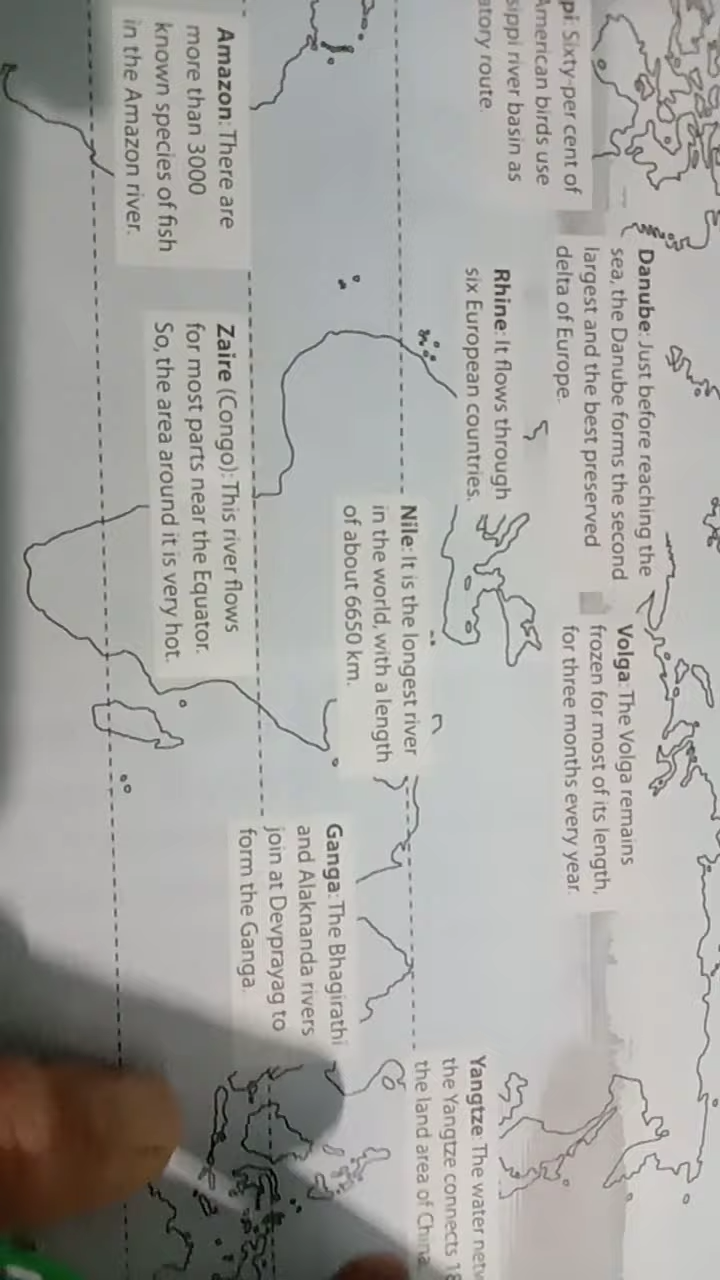 pi: Sixty-per cent of
American birds use
sippi river basin as
atory route.
Danube: Just before reaching the
sea, the Danube forms the second
largest and the best preserved
delta of Europe.
Volga: The Volga remains
frozen for most of its length,
for three months every year.
Rhine: It flows through
six European countries.
Nile: It is the longest river
in the world, with a length
of about 6650 km.
Yangtze: The water netw
the Yangtze connects 18
the land area of China
Amazon: There are
more than 3000
known species of fish
in the Amazon river.
Zaire (Congo): This river flows
for most parts near the Equator.
So, the area around it is very hot.
Ganga: The Bhagirathi
and Alaknanda rivers
join at Devprayag to
form the Ganga.